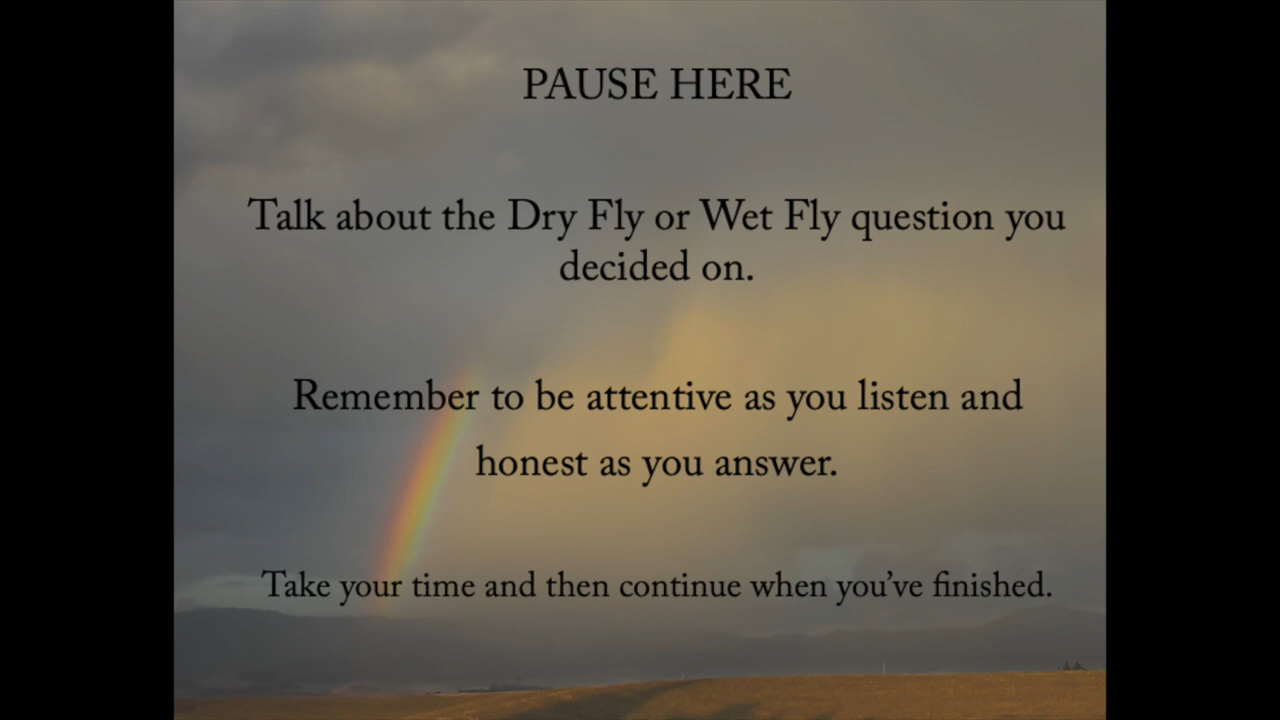 PAUSE HERE
Talk about the Dry Fly or Wet Fly question you
decided on.
Remember to be attentive as you listen and
honest as you answer.
Take your time and then continue when you’ve finished.